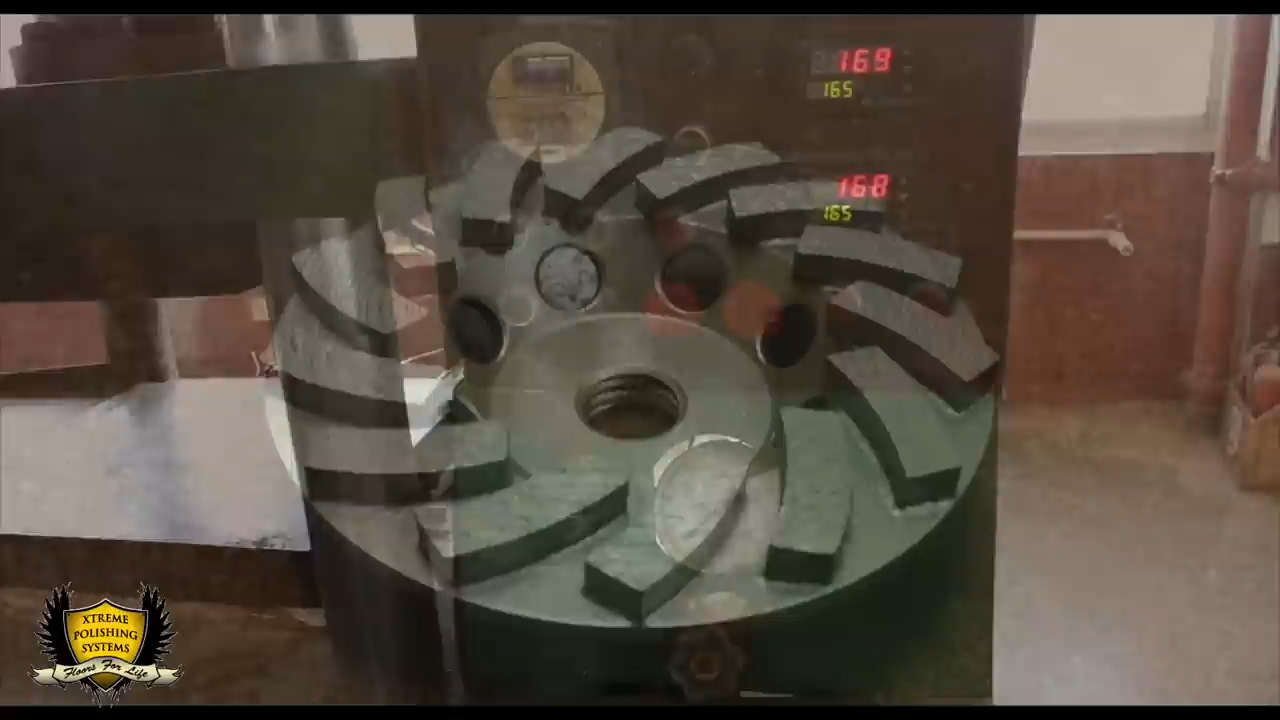 169
165
168
165
XTREME
POLISHING
SYSTEMS
Floors For Life